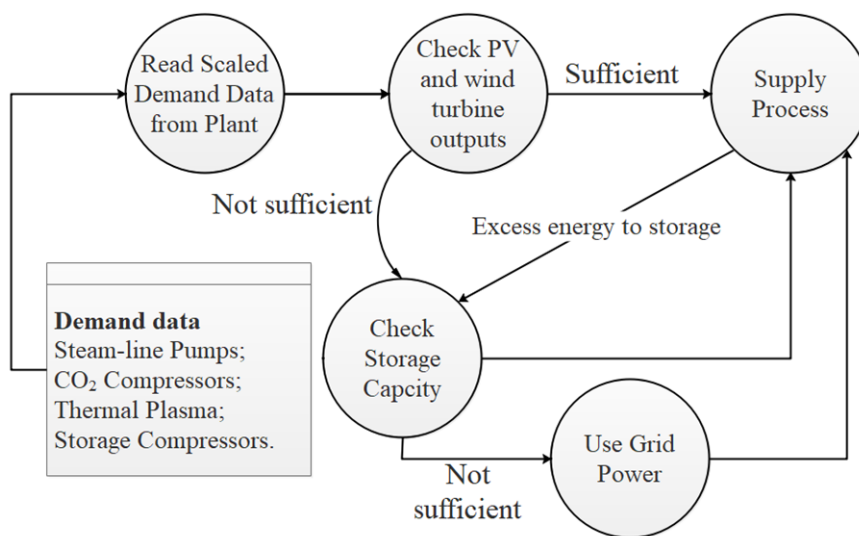 Read Scaled
Demand Data
from Plant
Check PV
and wind
turbine
outputs
Sufficient
Supply
Process
Not sufficient
Excess energy to storage
Demand data
Steam-line Pumps;
CO₂ Compressors;
Thermal Plasma;
Storage Compressors.
Check
Storage
Capcity
Not
sufficient
Use Grid
Power